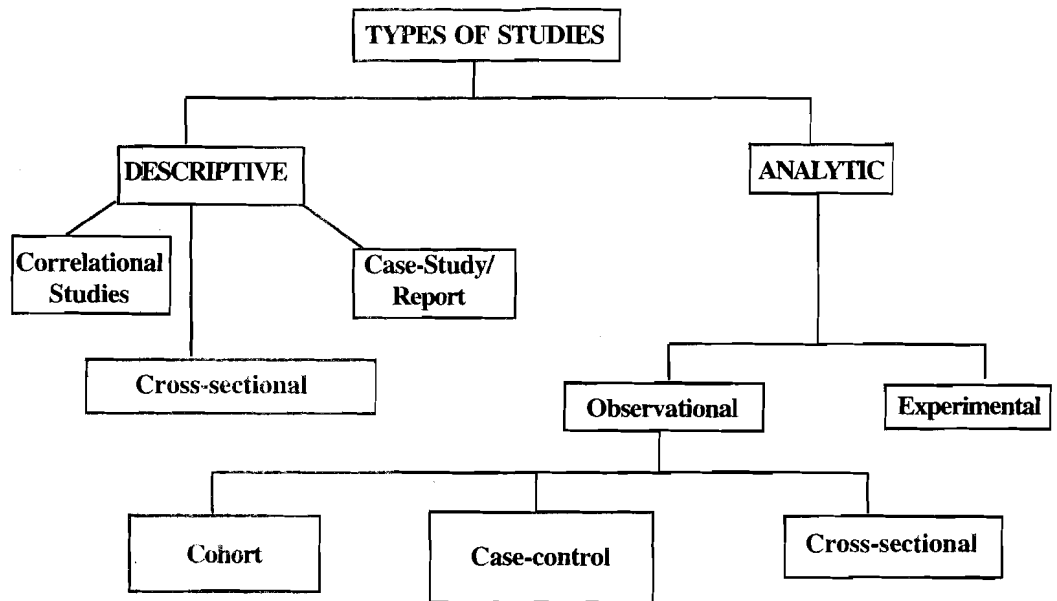 TYPES OF STUDIES
DESCRIPTIVE
ANALYTIC
Correlational
Studies
Case-Study/
Report
Cross-sectional
Observational
Experimental
Cohort
Case-control
Cross-sectional